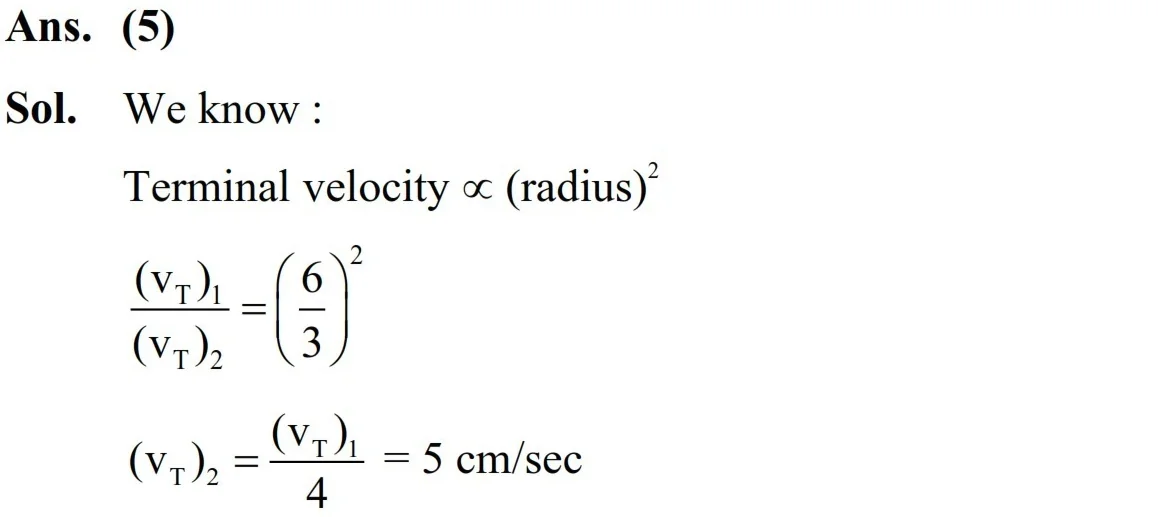 Ans. (5)
Sol. We know :
Terminal velocity ∝ (radius)²
(v_T)₁ / (v_T)₂ = (6/3)²
(v_T)₂ = (v_T)₁ / 4 = 5 cm/sec